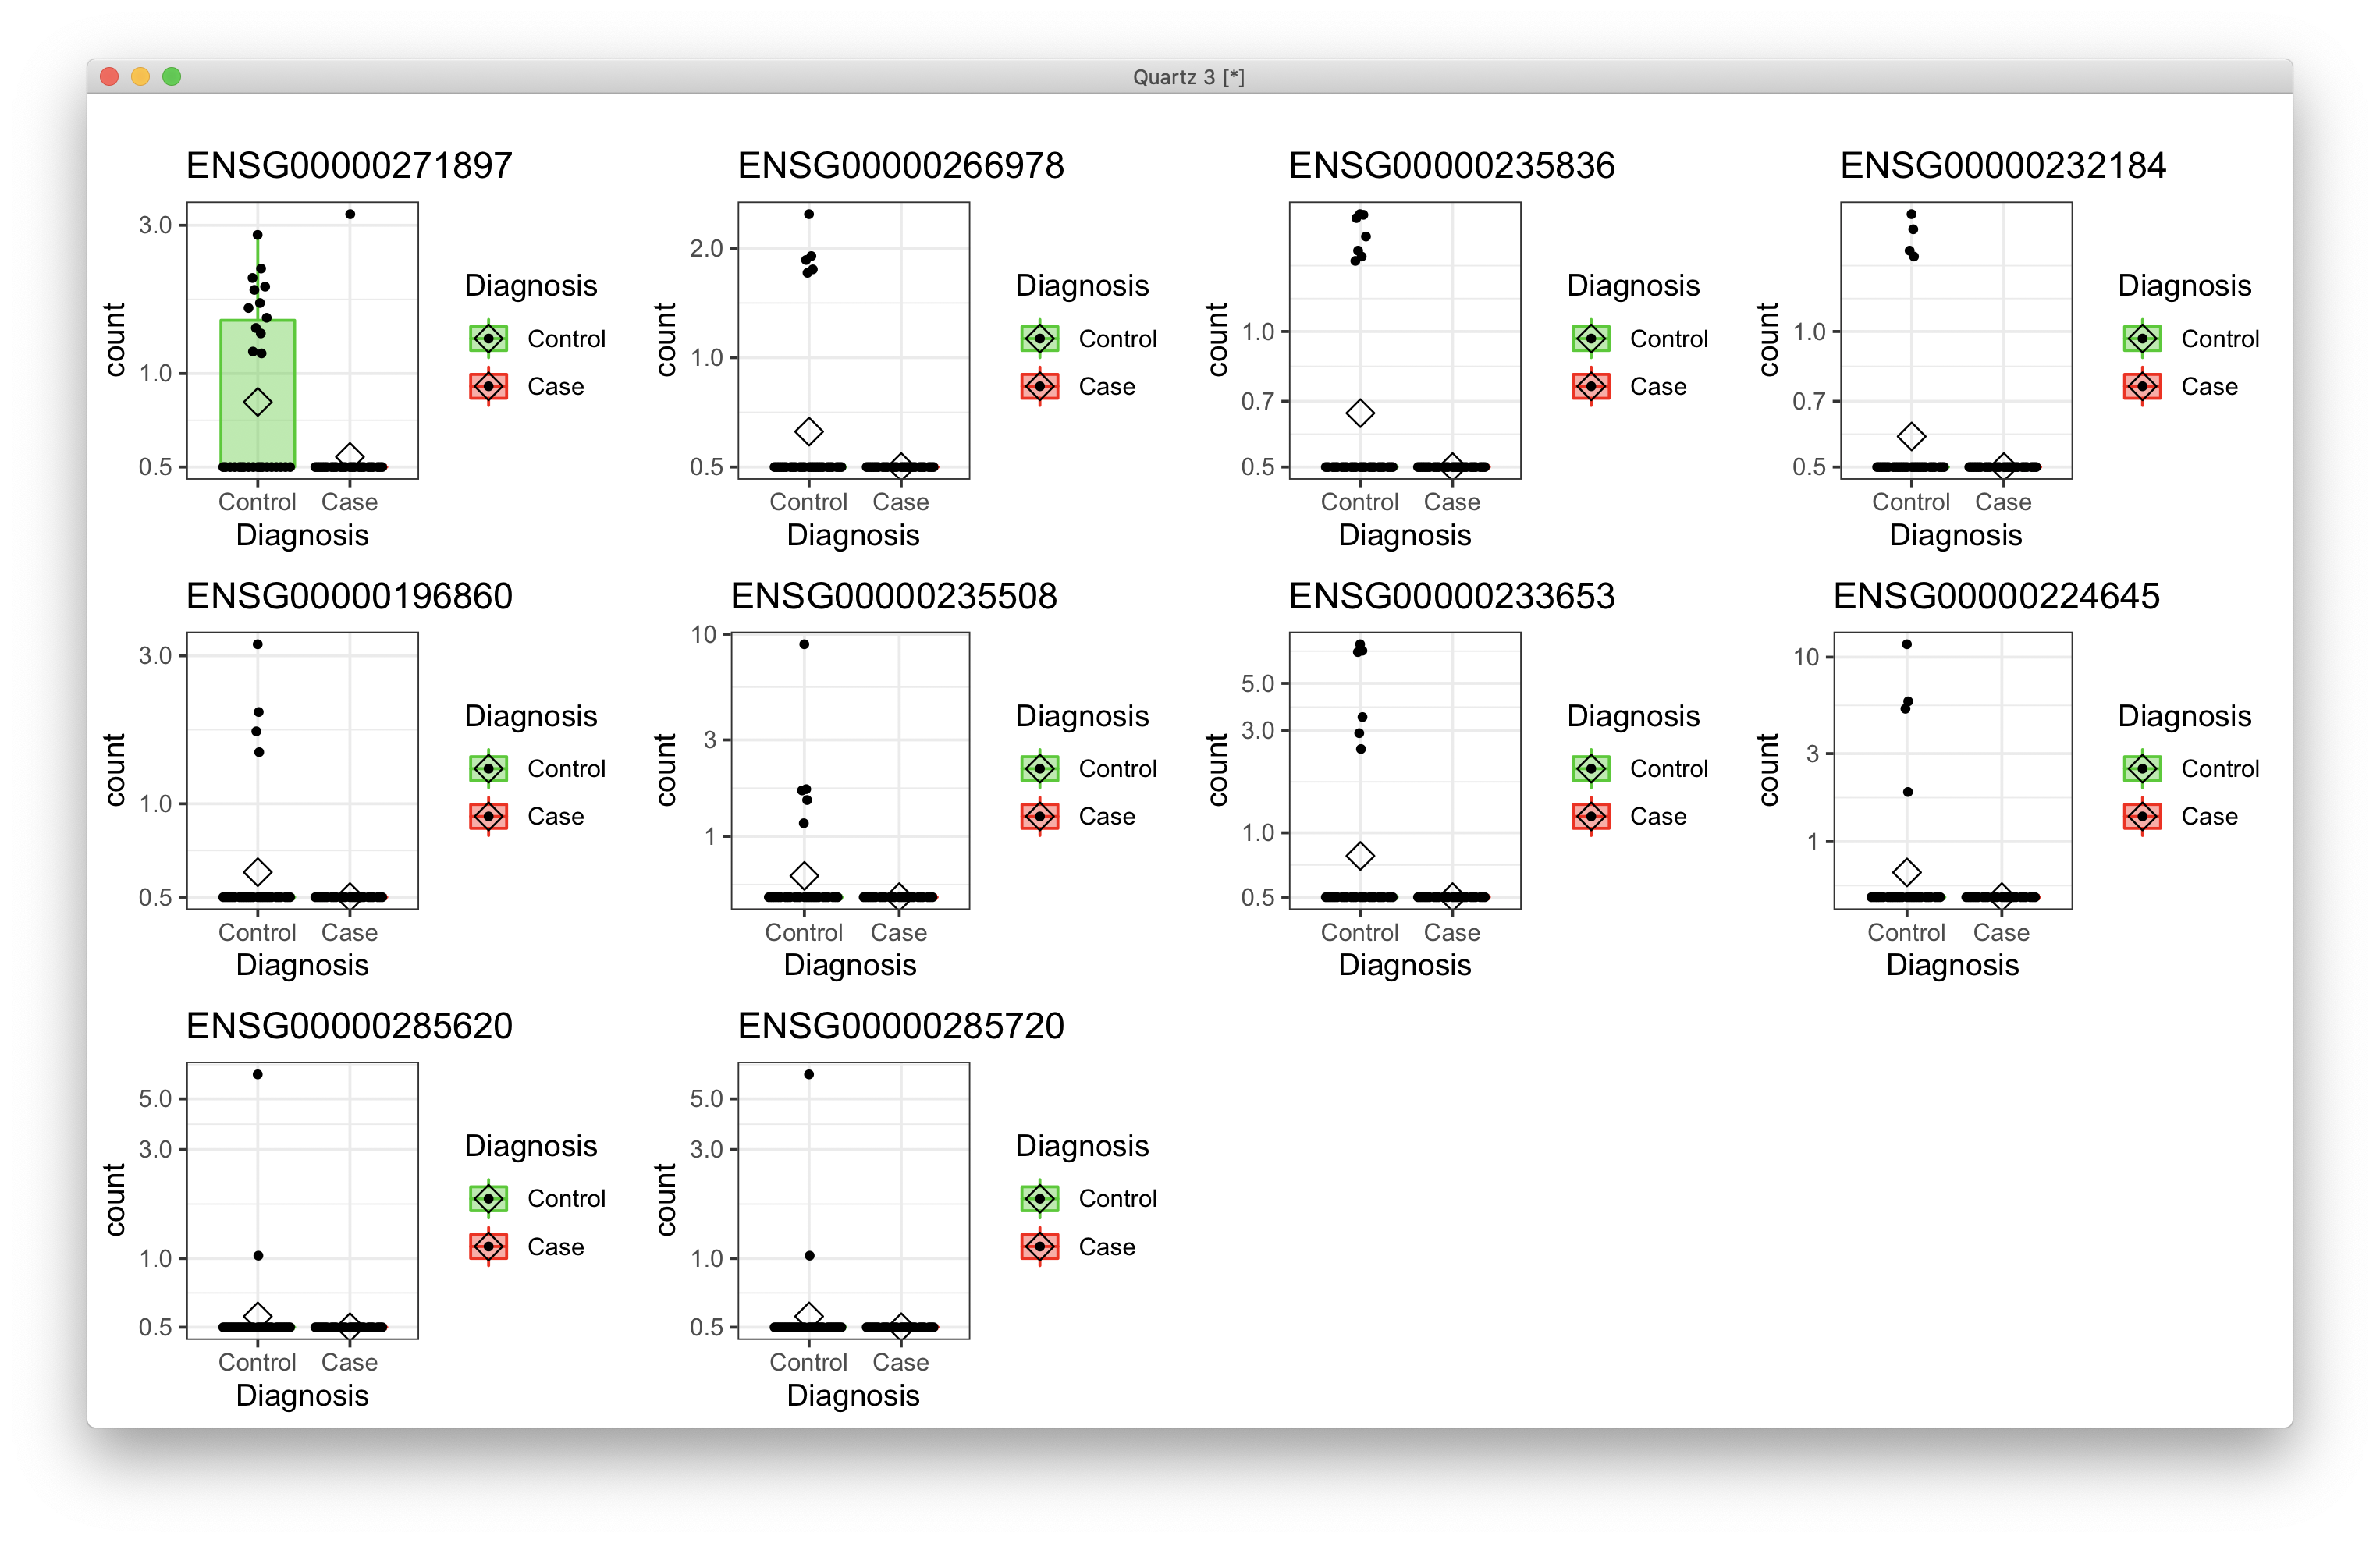 Quartz 3 [*]
ENSG00000271897
count
3.0
1.0
0.5
Control Case
Diagnosis
Diagnosis
Control
Case
ENSG00000266978
count
2.0
1.0
0.5
Control Case
Diagnosis
Diagnosis
Control
Case
ENSG00000235836
count
1.0
0.7
0.5
Control Case
Diagnosis
Diagnosis
Control
Case
ENSG00000232184
count
1.0
0.7
0.5
Control Case
Diagnosis
Diagnosis
Control
Case
ENSG00000196860
count
3.0
1.0
0.5
Control Case
Diagnosis
Diagnosis
Control
Case
ENSG00000235508
count
10
3
1
Control Case
Diagnosis
Diagnosis
Control
Case
ENSG00000233653
count
5.0
3.0
1.0
0.5
Control Case
Diagnosis
Diagnosis
Control
Case
ENSG00000224645
count
10
3
1
Control Case
Diagnosis
Diagnosis
Control
Case
ENSG00000285620
count
5.0
3.0
1.0
0.5
Control Case
Diagnosis
Diagnosis
Control
Case
ENSG00000285720
count
5.0
3.0
1.0
0.5
Control Case
Diagnosis
Diagnosis
Control
Case